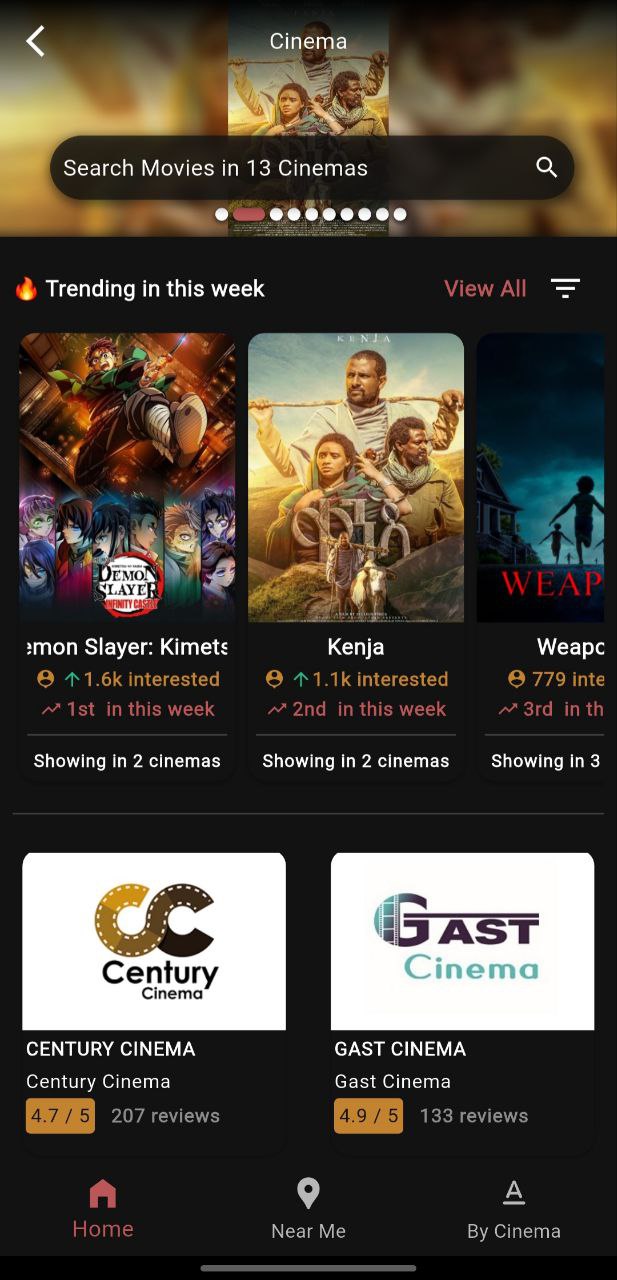 Cinema
Search Movies in 13 Cinemas
🔥 Trending in this week
View All
DEMON
SLAYER
INFINITY CASTLE
KENJA
ቀንጃ
WEAP
emon Slayer: Kimets
Kenja
Weapo
1.6k interested
1.1k interested
779 inte
1st in this week
2nd in this week
3rd in th
Showing in 2 cinemas
Showing in 2 cinemas
Showing in 3
CC
Century
Cinema
GAST
Cinema
CENTURY CINEMA
GAST CINEMA
Century Cinema
Gast Cinema
4.7 / 5
207 reviews
4.9 / 5
133 reviews
Home
Near Me
By Cinema